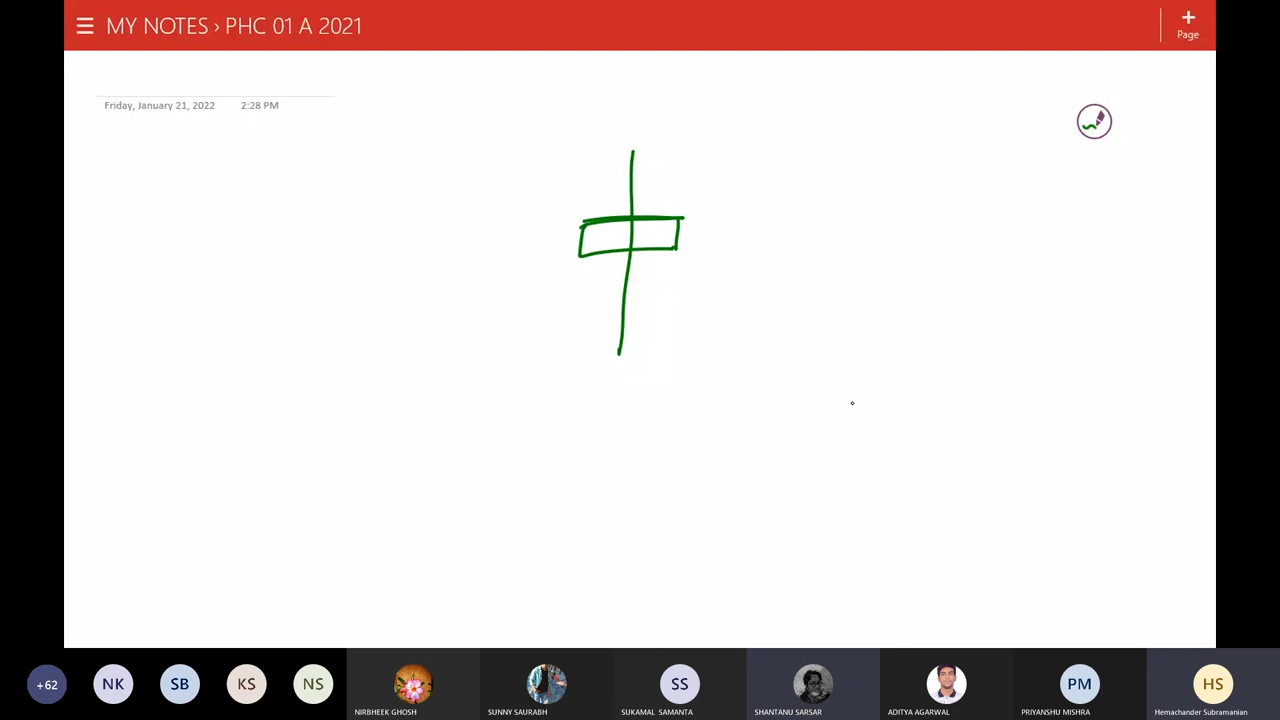 MY NOTES › PHC 01 A 2021
+
Page
Friday, January 21, 2022 2:28 PM
+62 NK SB KS NS SS PM HS
NIRBHEEK GHOSH SUNNY SAURABH SUKAMAL SAMANTA SHANTANU SARSAR ADITYA AGARWAL PRIYANSHU MISHRA Hemachander Subramanian